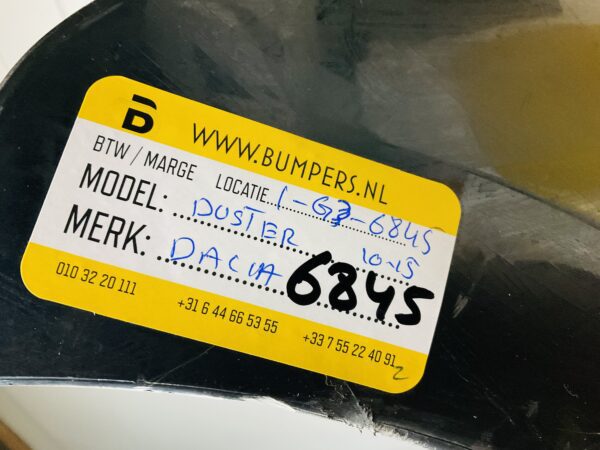 WWW.BUMPERS.NL
BTW / MARGE LOCATIE 1-G3-6845
MODEL: DUSTER 10-15
MERK: DACIA 6845
010 32 20 111 +31 6 44 66 53 55 +33 7 55 22 40 91
2